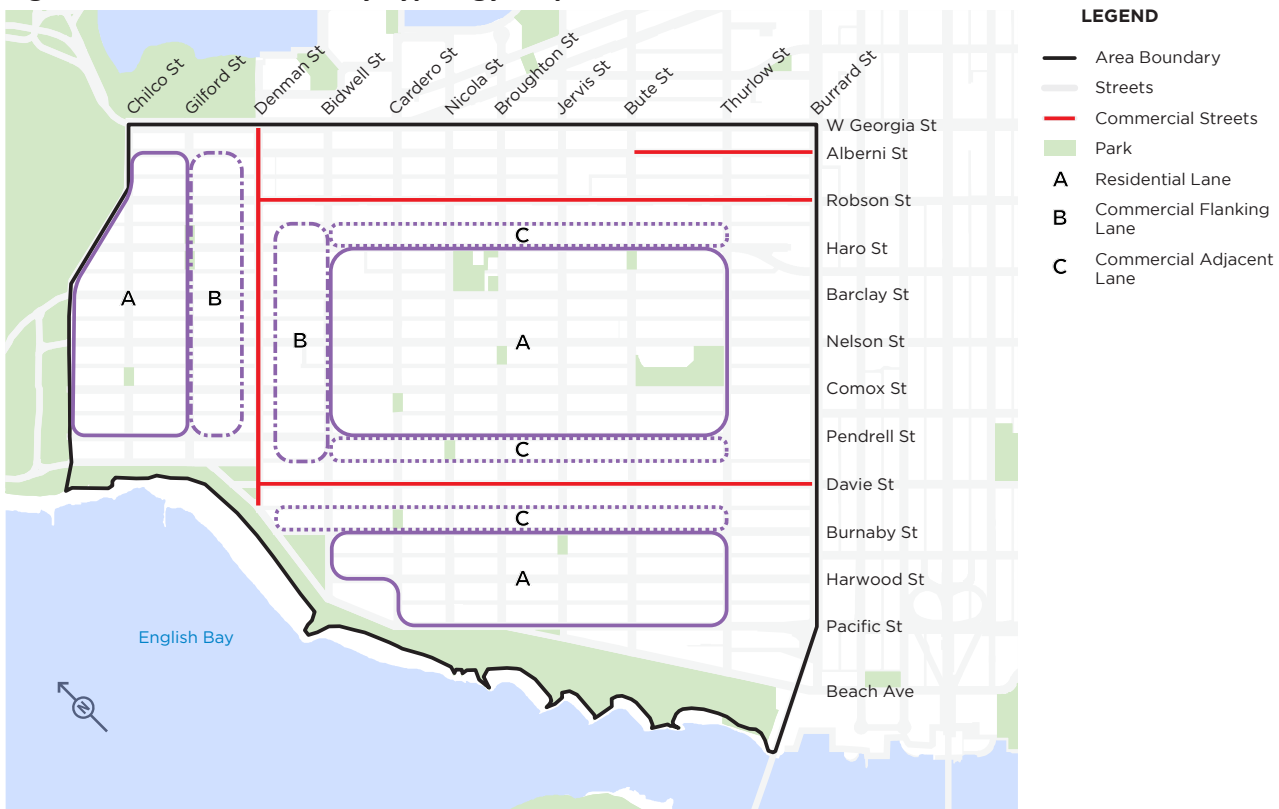 Chilco St
Gilford St
Denman St
Bidwell St
Cardero St
Nicola St
Broughton St
Jervis St
Bute St
Thurlow St
Burrard St
W Georgia St
Alberni St
Robson St
Haro St
Barclay St
Nelson St
Comox St
Pendrell St
Davie St
Burnaby St
Harwood St
Pacific St
Beach Ave
C
A
B
B
A
C
C
A
English Bay
N
LEGEND
Area Boundary
Streets
Commercial Streets
Park
A Residential Lane
B Commercial Flanking
Lane
C Commercial Adjacent
Lane